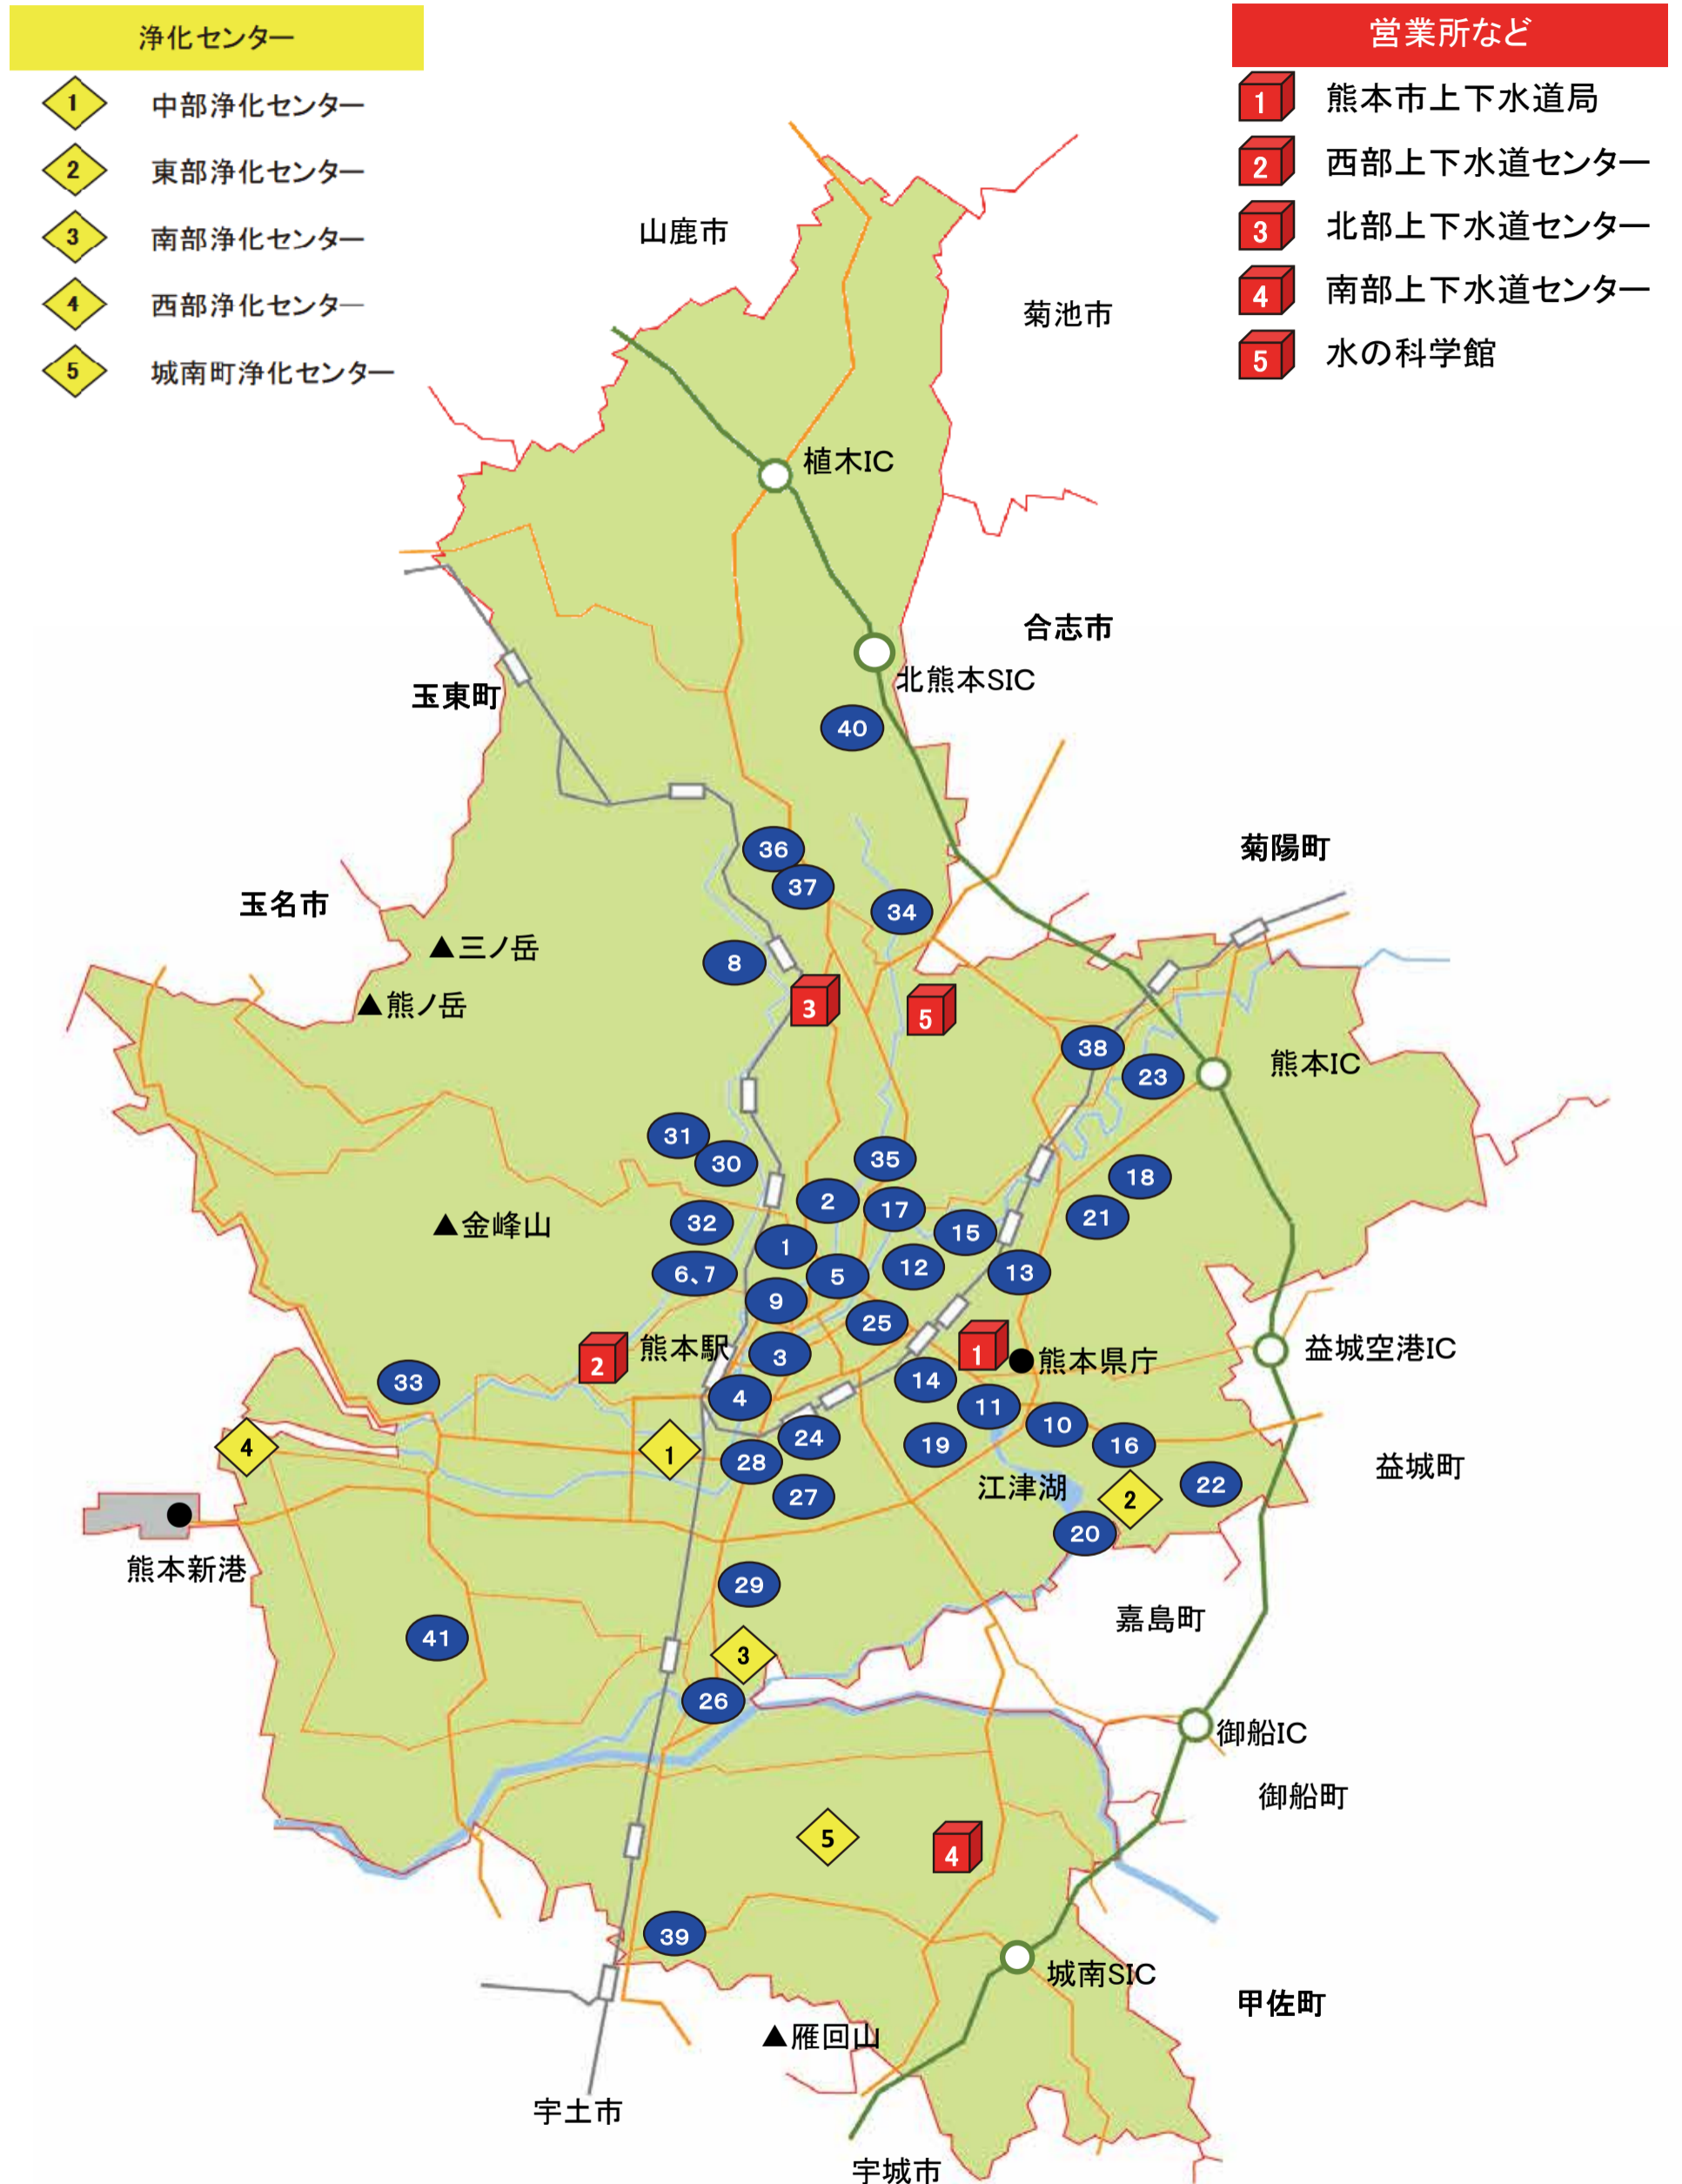 浄化センター
1 中部浄化センター
2 東部浄化センター
3 南部浄化センター
4 西部浄化センター
5 城南町浄化センター
営業所など
1 熊本市上下水道局
2 西部上下水道センター
3 北部上下水道センター
4 南部上下水道センター
5 水の科学館
山鹿市
菊池市
植木IC
合志市
北熊本SIC
玉東町
40
36
菊陽町
37
玉名市
34
▲三ノ岳
8
▲熊ノ岳
3
5
38
熊本IC
23
31
30
35
18
2
17
21
▲金峰山
32
15
1
12
6、7
5
13
9
25
熊本駅
3
1
熊本県庁
益城空港IC
2
33
14
4
11
10
24
19
16
4
1
28
益城町
江津湖
22
27
2
20
熊本新港
29
嘉島町
41
3
26
御船IC
御船町
5
4
39
城南SIC
甲佐町
▲雁回山
宇土市
宇城市